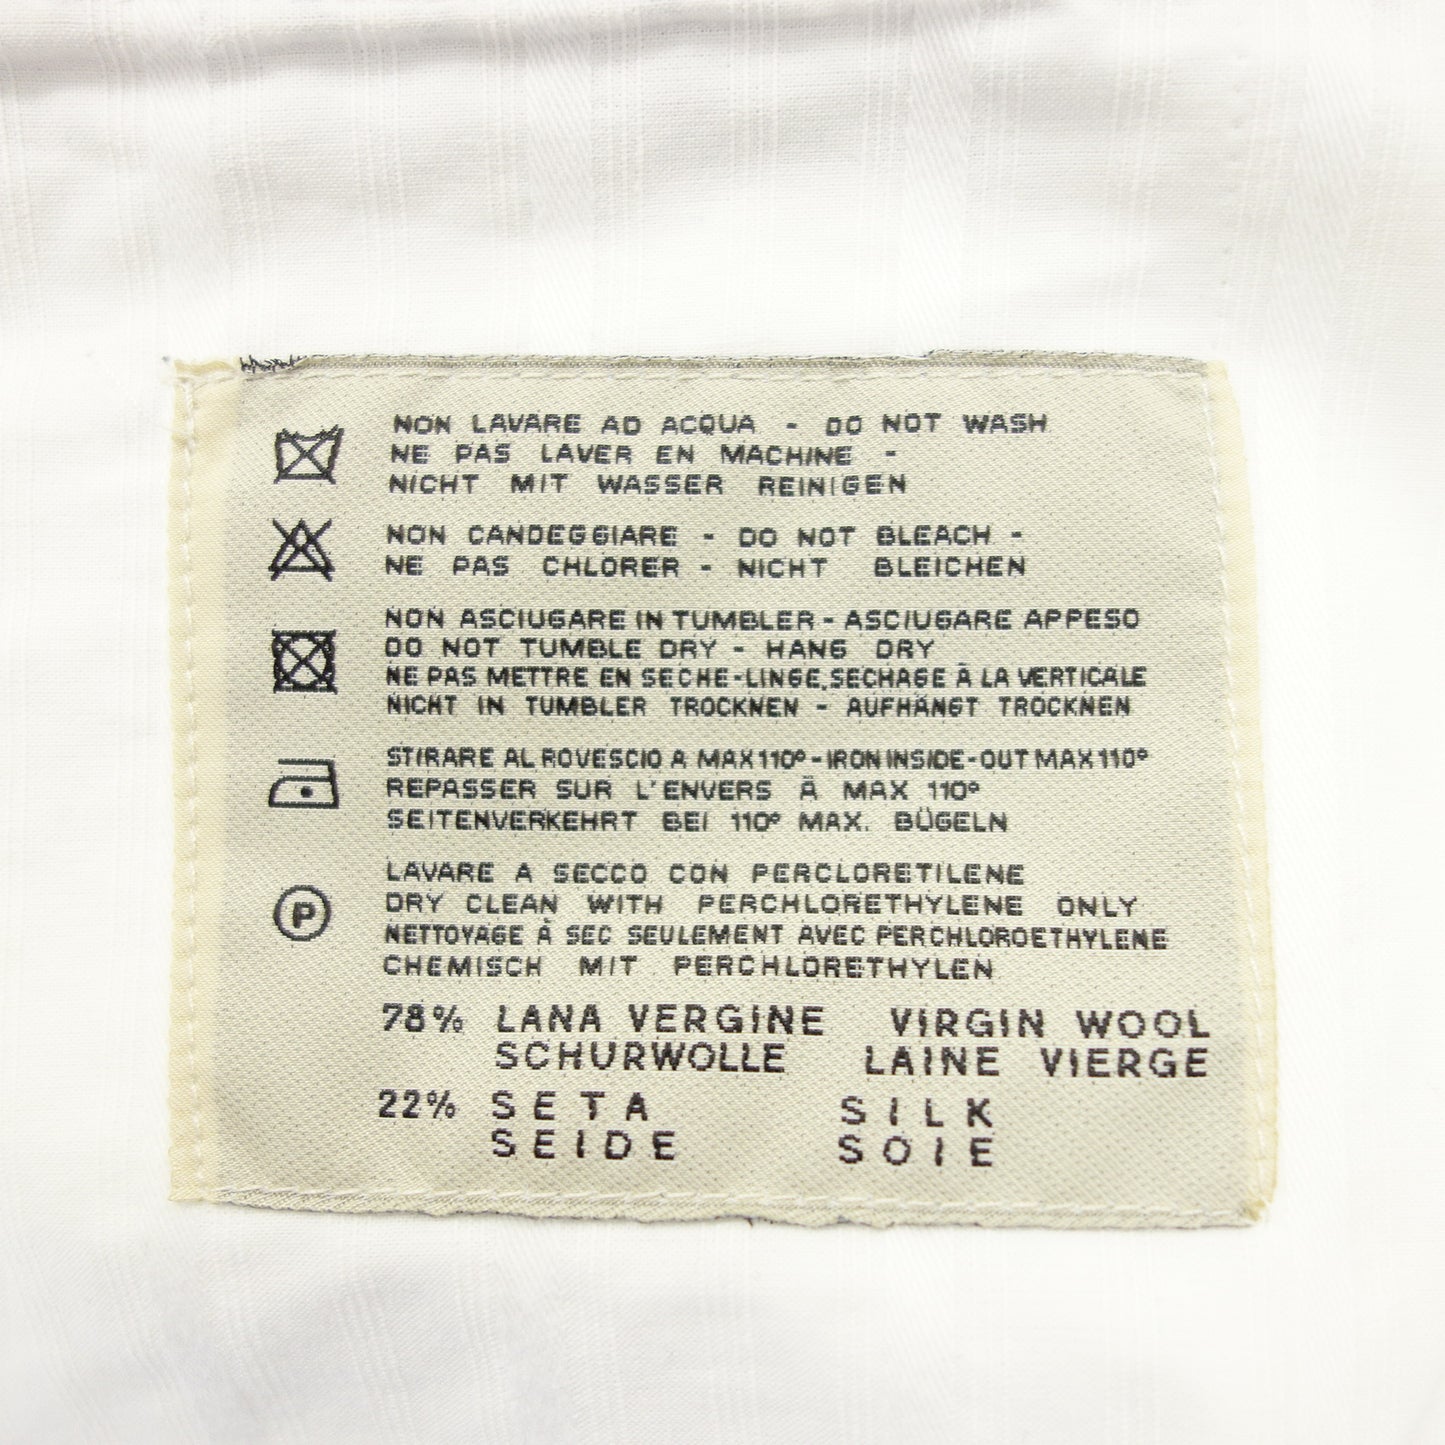 NON LAVARE AD ACQUA - DO NOT WASH
NE PAS LAVER EN MACHINE -
NICHT MIT WASSER REINIGEN
NON CANDEGGIARE - DO NOT BLEACH -
NE PAS CHLORER - NICHT BLEICHEN
NON ASCIUGARE IN TUMBLER - ASCIUGARE APPESO
DO NOT TUMBLE DRY - HANG DRY
NE PAS METTRE EN SECHE-LINGE, SECHAGE À LA VERTICALE
NICHT IN TUMBLER TROCKNEN - AUFHÄNGT TROCKNEN
STIRARE AL ROVESCIO A MAX 110° - IRON INSIDE-OUT MAX 110°
REPASSER SUR L'ENVERS Ä MAX 110°
SEITENVERKEHRT BEI 110° MAX. BÜGELN
P
LAVARE A SECCO CON PERCLORETILENE
DRY CLEAN WITH PERCHLORETHYLENE ONLY
NETTOYAGE À SEC SEULEMENT AVEC PERCHLOROETHYLENE
CHEMISCH MIT PERCHLORETHYLEN
78% LANA VERGINE VIRGIN WOOL
SCHURWOLLE LAINE VIERGE
22% SETA SILK
SEIDE SOIE